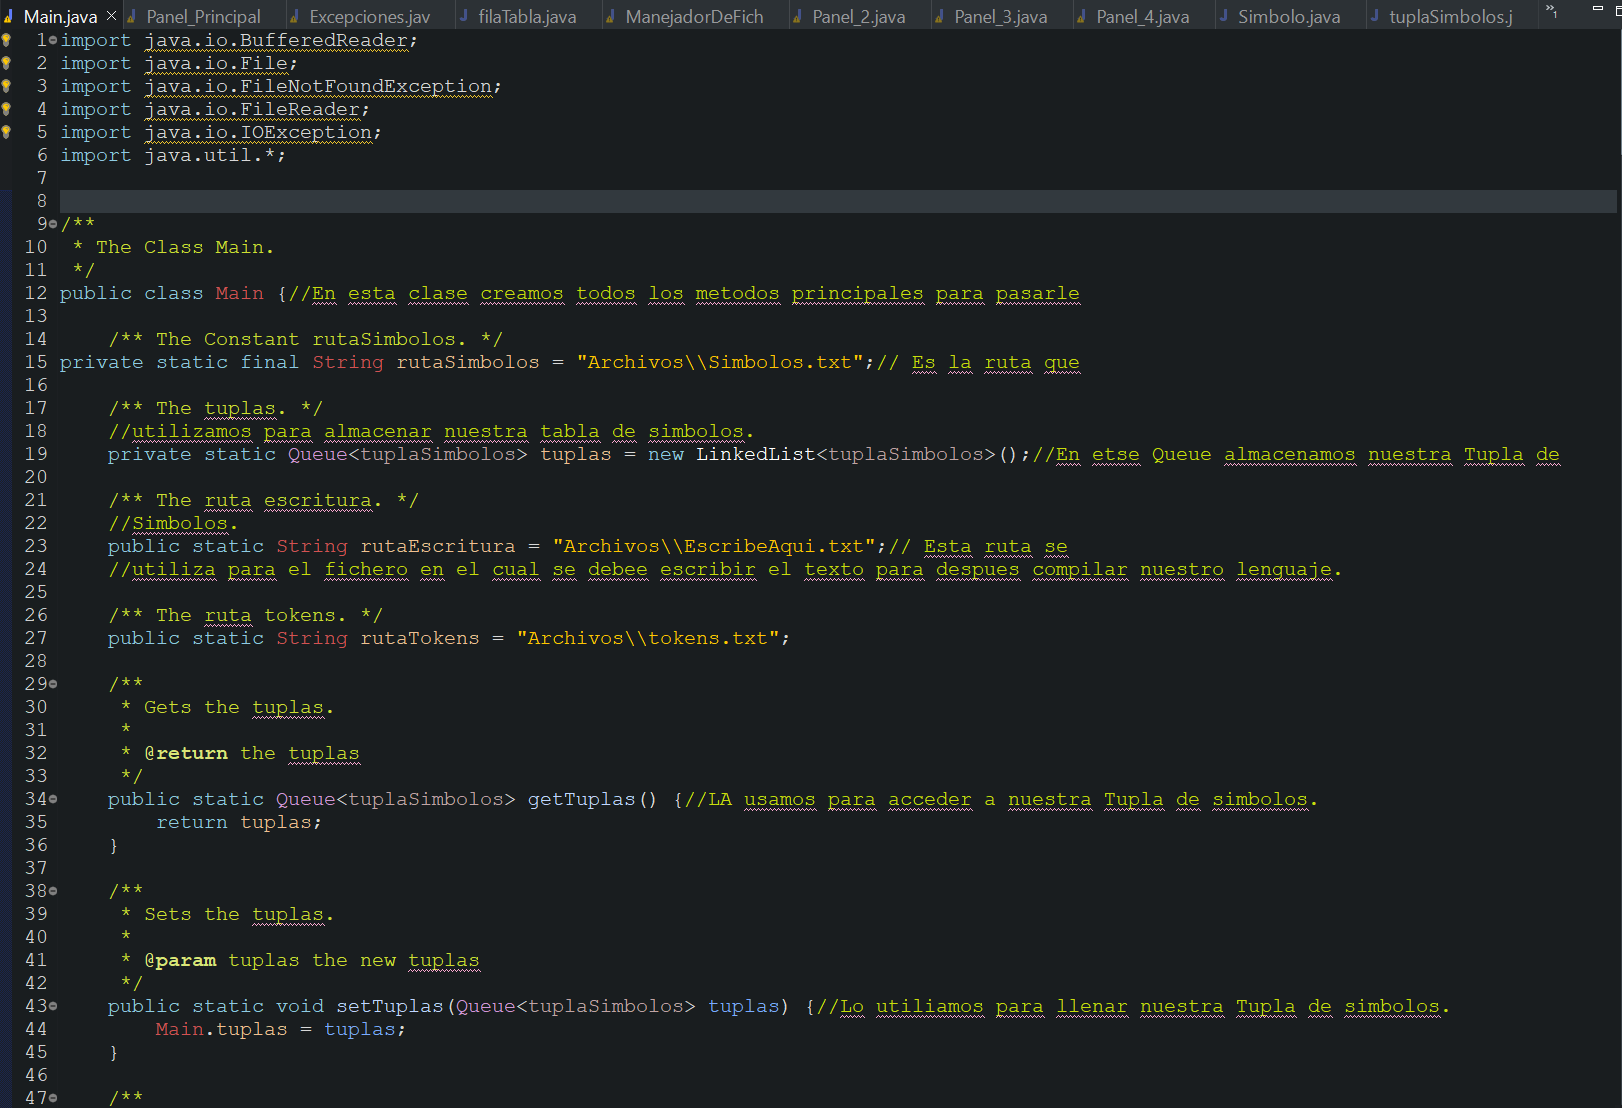 Main.java Panel_Principal Excepciones.jav filaTabla.java ManejadorDeFich Panel_2.java Panel_3.java Panel_4.java Simbolo.java tuplaSimbolos.j »1
1 import java.io.BufferedReader;
2 import java.io.File;
3 import java.io.FileNotFoundException;
4 import java.io.FileReader;
5 import java.io.IOException;
6 import java.util.*;
7
8
9 /**
10  * The Class Main.
11  */
12 public class Main {//En esta clase creamos todos los metodos principales para pasarle
13
14     /** The Constant rutaSimbolos. */
15 private static final String rutaSimbolos = "Archivos\\Simbolos.txt";// Es la ruta que
16
17     /** The tuplas. */
18     //utilizamos para almacenar nuestra tabla de simbolos.
19     private static Queue<tuplaSimbolos> tuplas = new LinkedList<tuplaSimbolos>();//En etse Queue almacenamos nuestra Tupla de
20
21     /** The ruta escritura. */
22     //Simbolos.
23     public static String rutaEscritura = "Archivos\\EscribeAqui.txt";// Esta ruta se
24     //utiliza para el fichero en el cual se debee escribir el texto para despues compilar nuestro lenguaje.
25
26     /** The ruta tokens. */
27     public static String rutaTokens = "Archivos\\tokens.txt";
28
29     /**
30      * Gets the tuplas.
31      *
32      * @return the tuplas
33      */
34     public static Queue<tuplaSimbolos> getTuplas() {//LA usamos para acceder a nuestra Tupla de simbolos.
35         return tuplas;
36     }
37
38     /**
39      * Sets the tuplas.
40      *
41      * @param tuplas the new tuplas
42      */
43     public static void setTuplas(Queue<tuplaSimbolos> tuplas) {//Lo utiliamos para llenar nuestra Tupla de simbolos.
44         Main.tuplas = tuplas;
45     }
46
47     /**